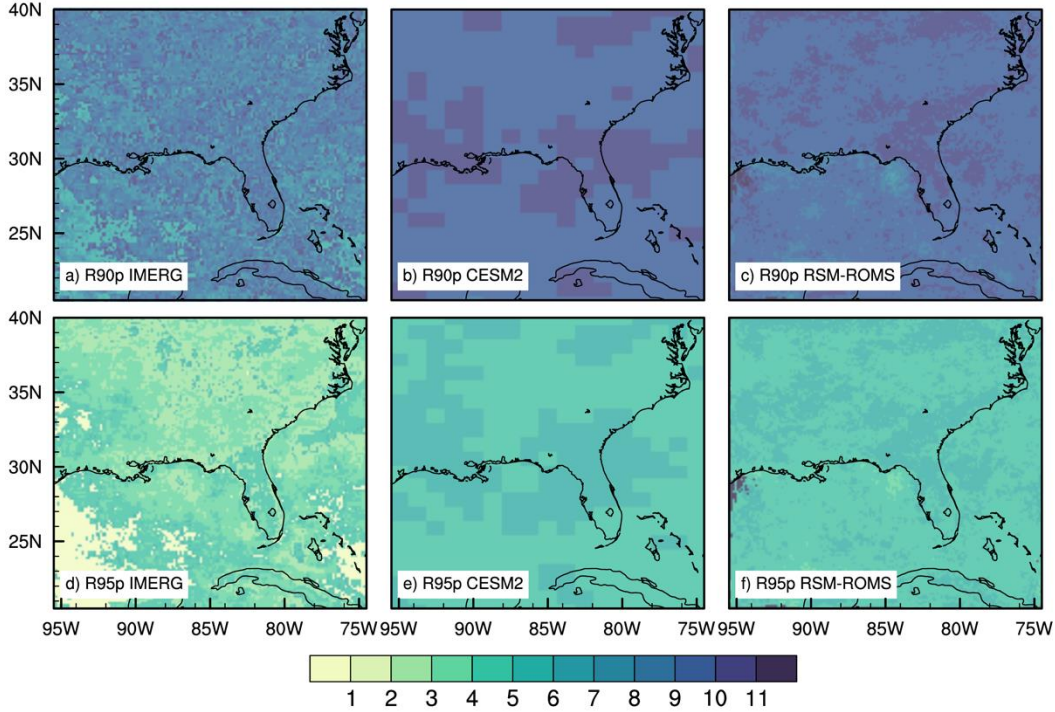 40N
35N
30N
25N
a) R90p IMERG
b) R90p CESM2
c) R90p RSM-ROMS
40N
35N
30N
25N
d) R95p IMERG
e) R95p CESM2
f) R95p RSM-ROMS
95W 90W 85W 80W 75W 95W 90W 85W 80W 75W 95W 90W 85W 80W 75W
1 2 3 4 5 6 7 8 9 10 11